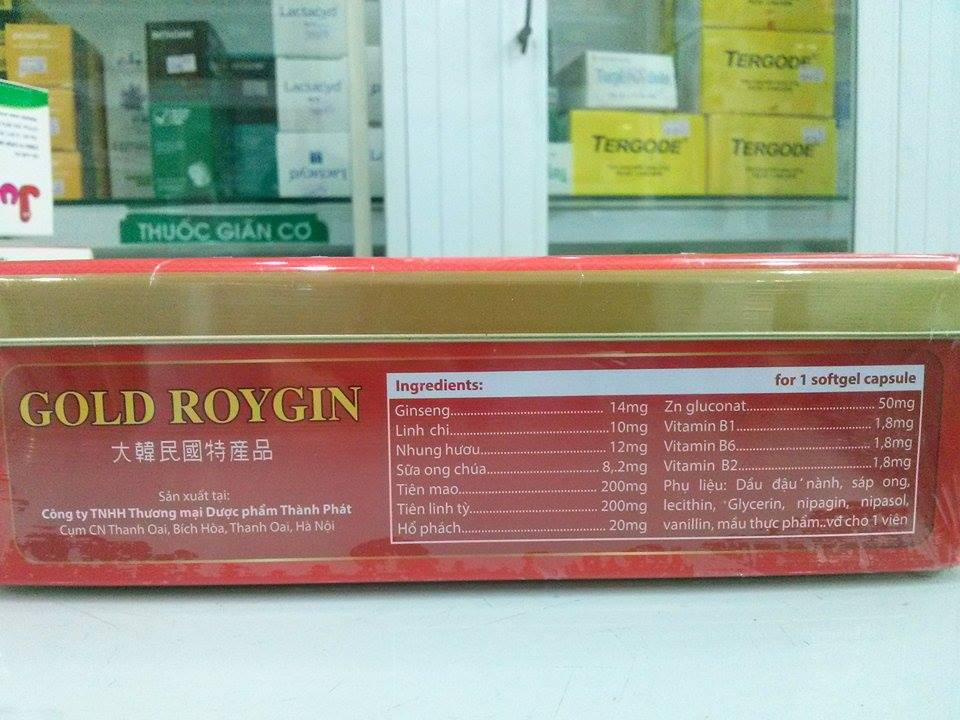 Lactacyd
Lactacyd
Lactacyd
TERGODE
TERGODE
TERGODE
THUỐC GIÃN CƠ
GOLD ROYGIN
大韓民國特産品
Sản xuất tại:
Công ty TNHH Thương mại Dược phẩm Thành Phát
Cụm CN Thanh Oai, Bích Hòa, Thanh Oai, Hà Nội
Ingredients: for 1 softgel capsule
Ginseng........................................ 14mg
Linh chi........................................ 10mg
Nhung hươu................................ 12mg
Sữa ong chúa............................ 8,.2mg
Tiên mao.................................... 200mg
Tiên linh tỳ................................. 200mg
Hổ phách.................................... 20mg
Zn gluconat................................ 50mg
Vitamin B1................................ 1,8mg
Vitamin B6................................ 1,8mg
Vitamin B2................................ 1,8mg
Phụ liệu: Dầu đậu nành, sáp ong,
lecithin, Glycerin, nipagin, nipasol,
vanillin, mầu thực phẩm..vđ cho 1 viên